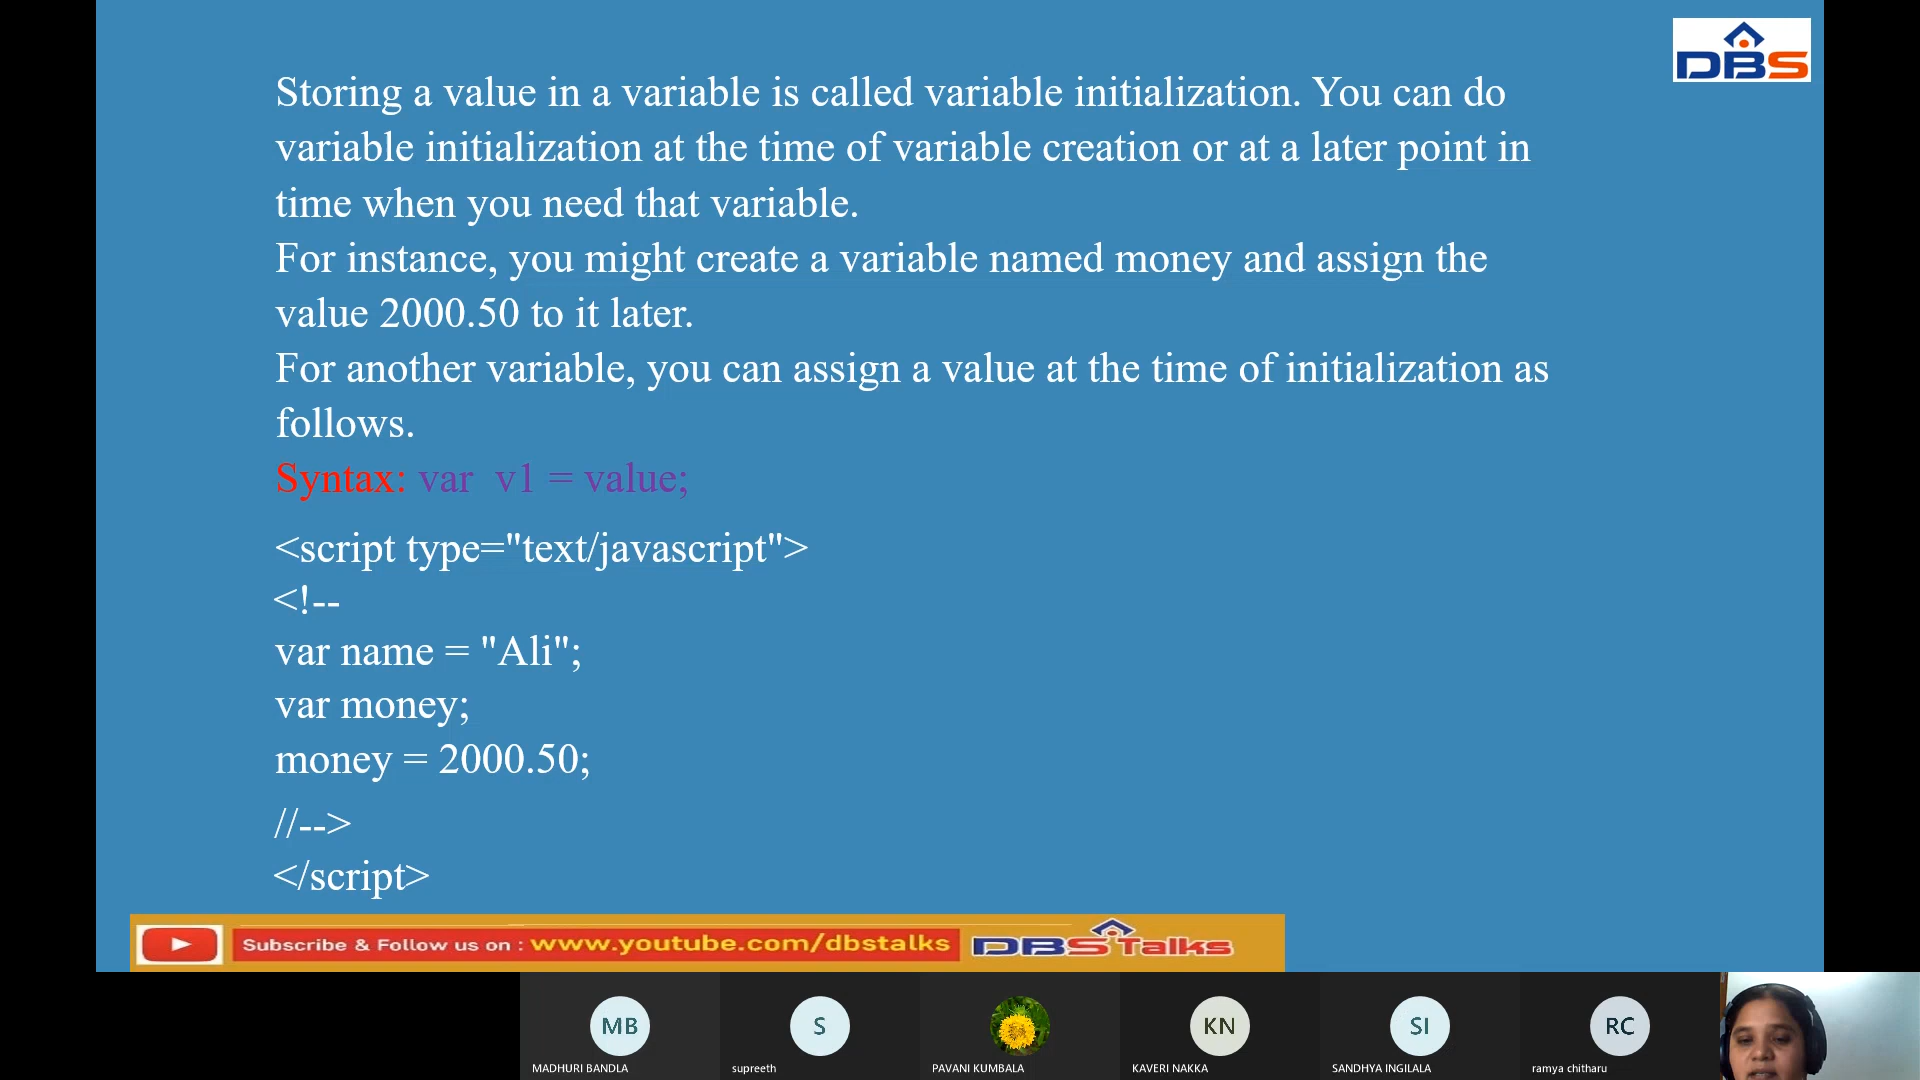 DBS
Storing a value in a variable is called variable initialization. You can do
variable initialization at the time of variable creation or at a later point in
time when you need that variable.
For instance, you might create a variable named money and assign the
value 2000.50 to it later.
For another variable, you can assign a value at the time of initialization as
follows.
Syntax: var  v1 = value;
<script type="text/javascript">
<!--
var name = "Ali";
var money;
money = 2000.50;
//-->
</script>
Subscribe & Follow us on : www.youtube.com/dbstalks DBS Talks
MB S KN SI RC
MADHURI BANDLA supreeth PAVANI KUMBALA KAVERI NAKKA SANDHYA INGILALA ramya chitharu